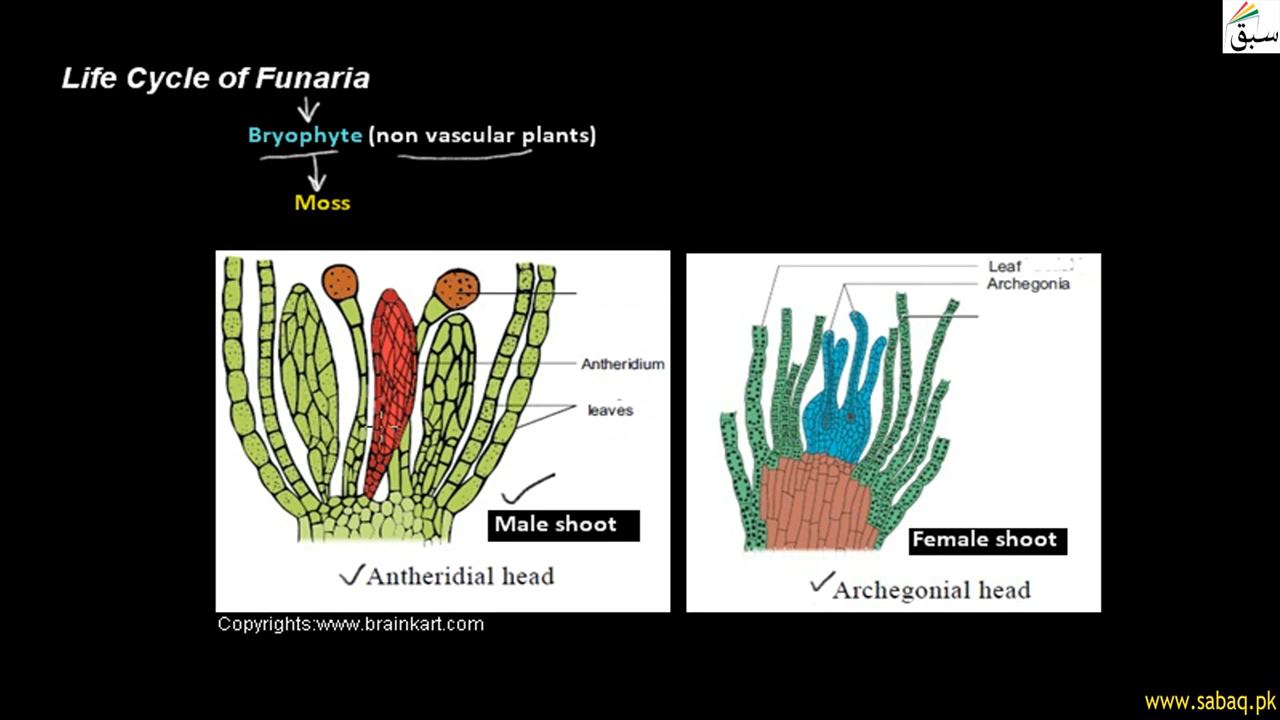 سبق
Life Cycle of Funaria
Bryophyte (non vascular plants)
Moss
Antheridium
leaves
Male shoot
Antheridial head
Leaf
Archegonia
Female shoot
Archegonial head
Copyrights:www.brainkart.com
www.sabaq.pk